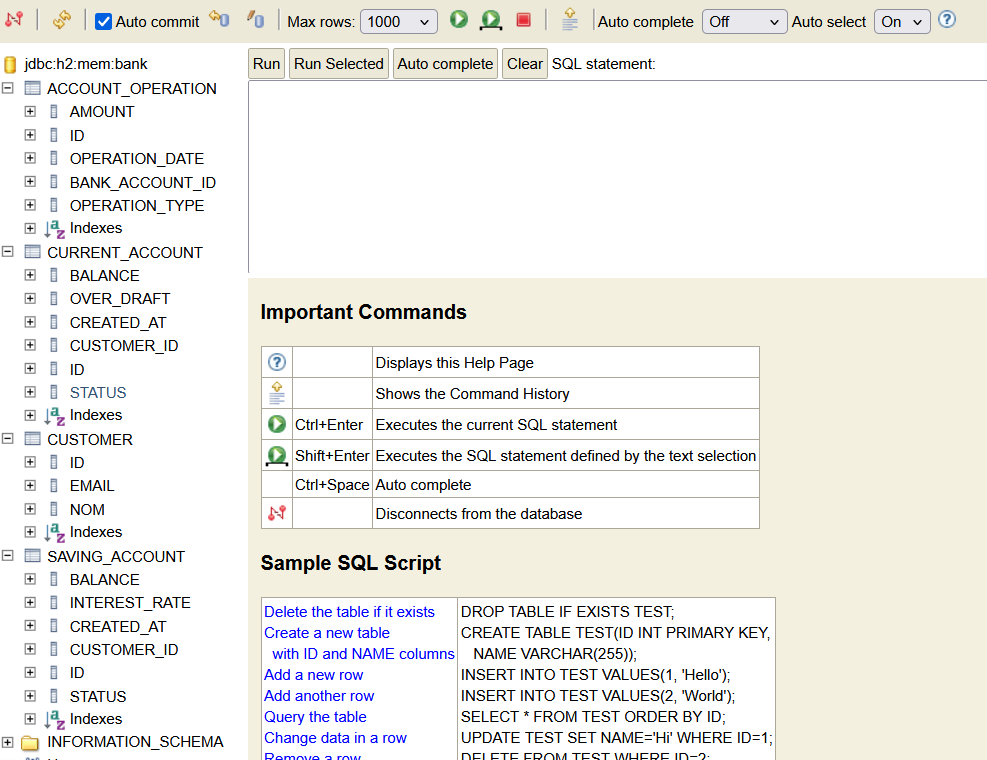 Auto commit Max rows: 1000 Auto complete Off Auto select On
jdbc:h2:mem:bank
ACCOUNT_OPERATION
AMOUNT
ID
OPERATION_DATE
BANK_ACCOUNT_ID
OPERATION_TYPE
Indexes
CURRENT_ACCOUNT
BALANCE
OVER_DRAFT
CREATED_AT
CUSTOMER_ID
ID
STATUS
Indexes
CUSTOMER
ID
EMAIL
NOM
Indexes
SAVING_ACCOUNT
BALANCE
INTEREST_RATE
CREATED_AT
CUSTOMER_ID
ID
STATUS
Indexes
INFORMATION_SCHEMA
Run Run Selected Auto complete Clear SQL statement:
Important Commands
Displays this Help Page
Shows the Command History
Ctrl+Enter Executes the current SQL statement
Shift+Enter Executes the SQL statement defined by the text selection
Ctrl+Space Auto complete
Disconnects from the database
Sample SQL Script
Delete the table if it exists DROP TABLE IF EXISTS TEST;
Create a new table CREATE TABLE TEST(ID INT PRIMARY KEY,
with ID and NAME columns NAME VARCHAR(255));
Add a new row INSERT INTO TEST VALUES(1, 'Hello');
Add another row INSERT INTO TEST VALUES(2, 'World');
Query the table SELECT * FROM TEST ORDER BY ID;
Change data in a row UPDATE TEST SET NAME='Hi' WHERE ID=1;
Remove a row DELETE FROM TEST WHERE ID=2;